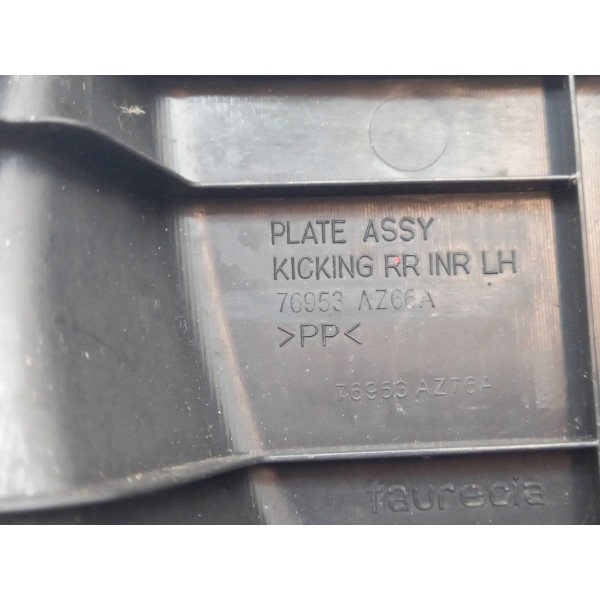 PLATE ASSY
KICKING RR INR LH
76953 AZ66A
>PP<
76953 AZ76A
faurecia